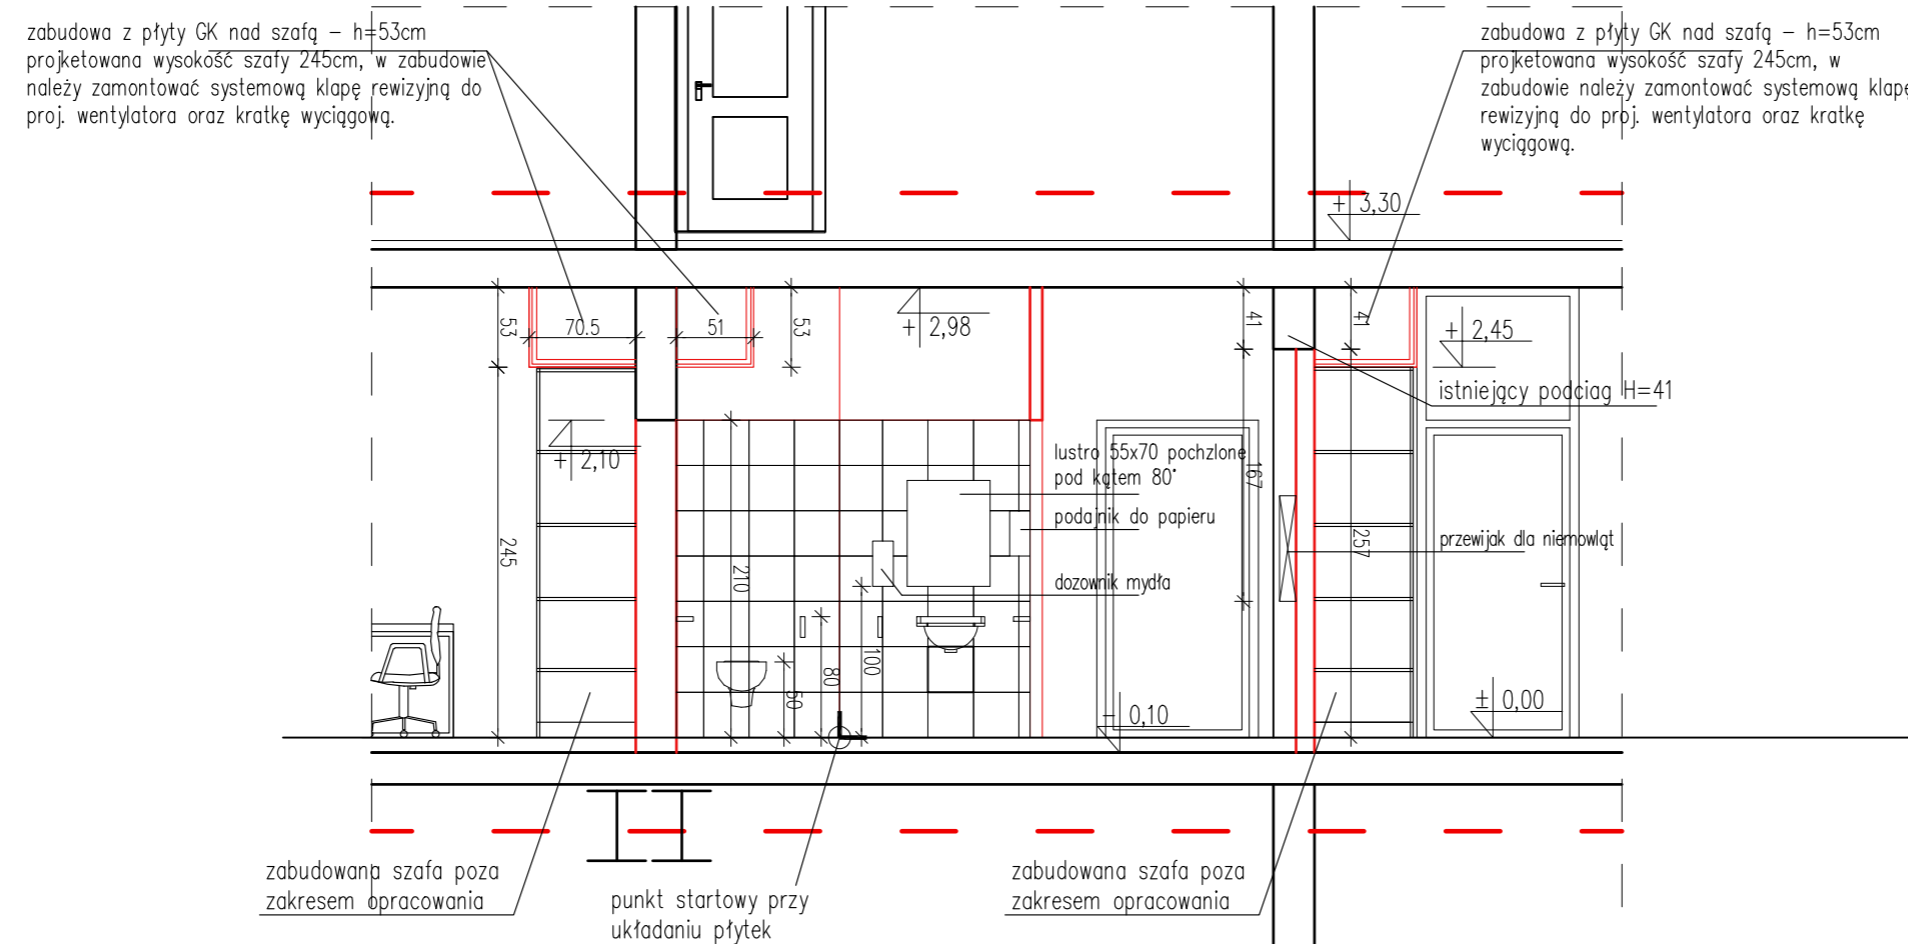 zabudowa z płyty GK nad szafą – h=53cm
projketowana wysokość szafy 245cm, w zabudowie
należy zamontować systemową klapę rewizyjną do
proj. wentylatora oraz kratkę wyciągową.
zabudowa z płyty GK nad szafą – h=53cm
projketowana wysokość szafy 245cm, w
zabudowie należy zamontować systemową klapę
rewizyjną do proj. wentylatora oraz kratkę
wyciągową.
+ 3,30
53
70.5
51
53
+ 2,98
41
41
+ 2,45
istniejący podciąg H=41
+ 2,10
lustro 55x70 pochzlone
pod kątem 80°
167
podajnik do papieru
245
257
przewijak dla niemowląt
210
dozownik mydła
100
80
50
- 0,10
± 0,00
zabudowana szafa poza
zakresem opracowania
punkt startowy przy
układaniu płytek
zabudowana szafa poza
zakresem opracowania